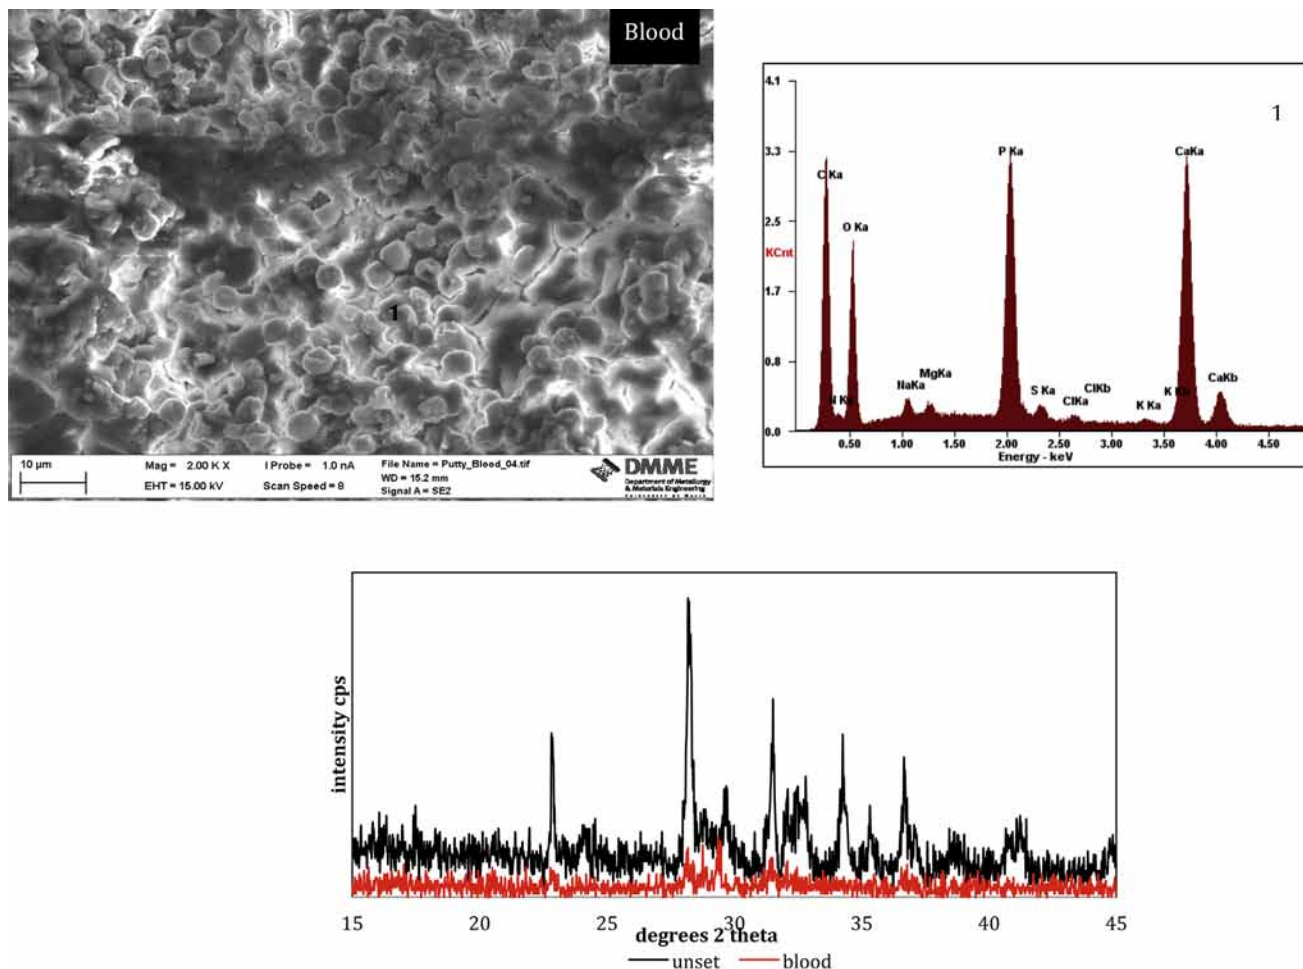 Blood
1
10 µm
Mag = 2.00 K X
I Probe = 1.0 nA
File Name = Putty_Blood_04.tif
EHT = 15.00 kV
Scan Speed = 8
WD = 15.2 mm
Signal A = SE2
DMME
Department of Metallurgy
& Materials Engineering
1
4.1
3.3
2.5
KCnt
1.7
0.8
0.0
C Ka
N Ka
O Ka
NaKa
MgKa
P Ka
S Ka
ClKa
ClKb
K Ka
K Kb
CaKa
CaKb
0.50 1.00 1.50 2.00 2.50 3.00 3.50 4.00 4.50
Energy - keV
intensity cps
15 20 25 30 35 40 45
degrees 2 theta
unset blood